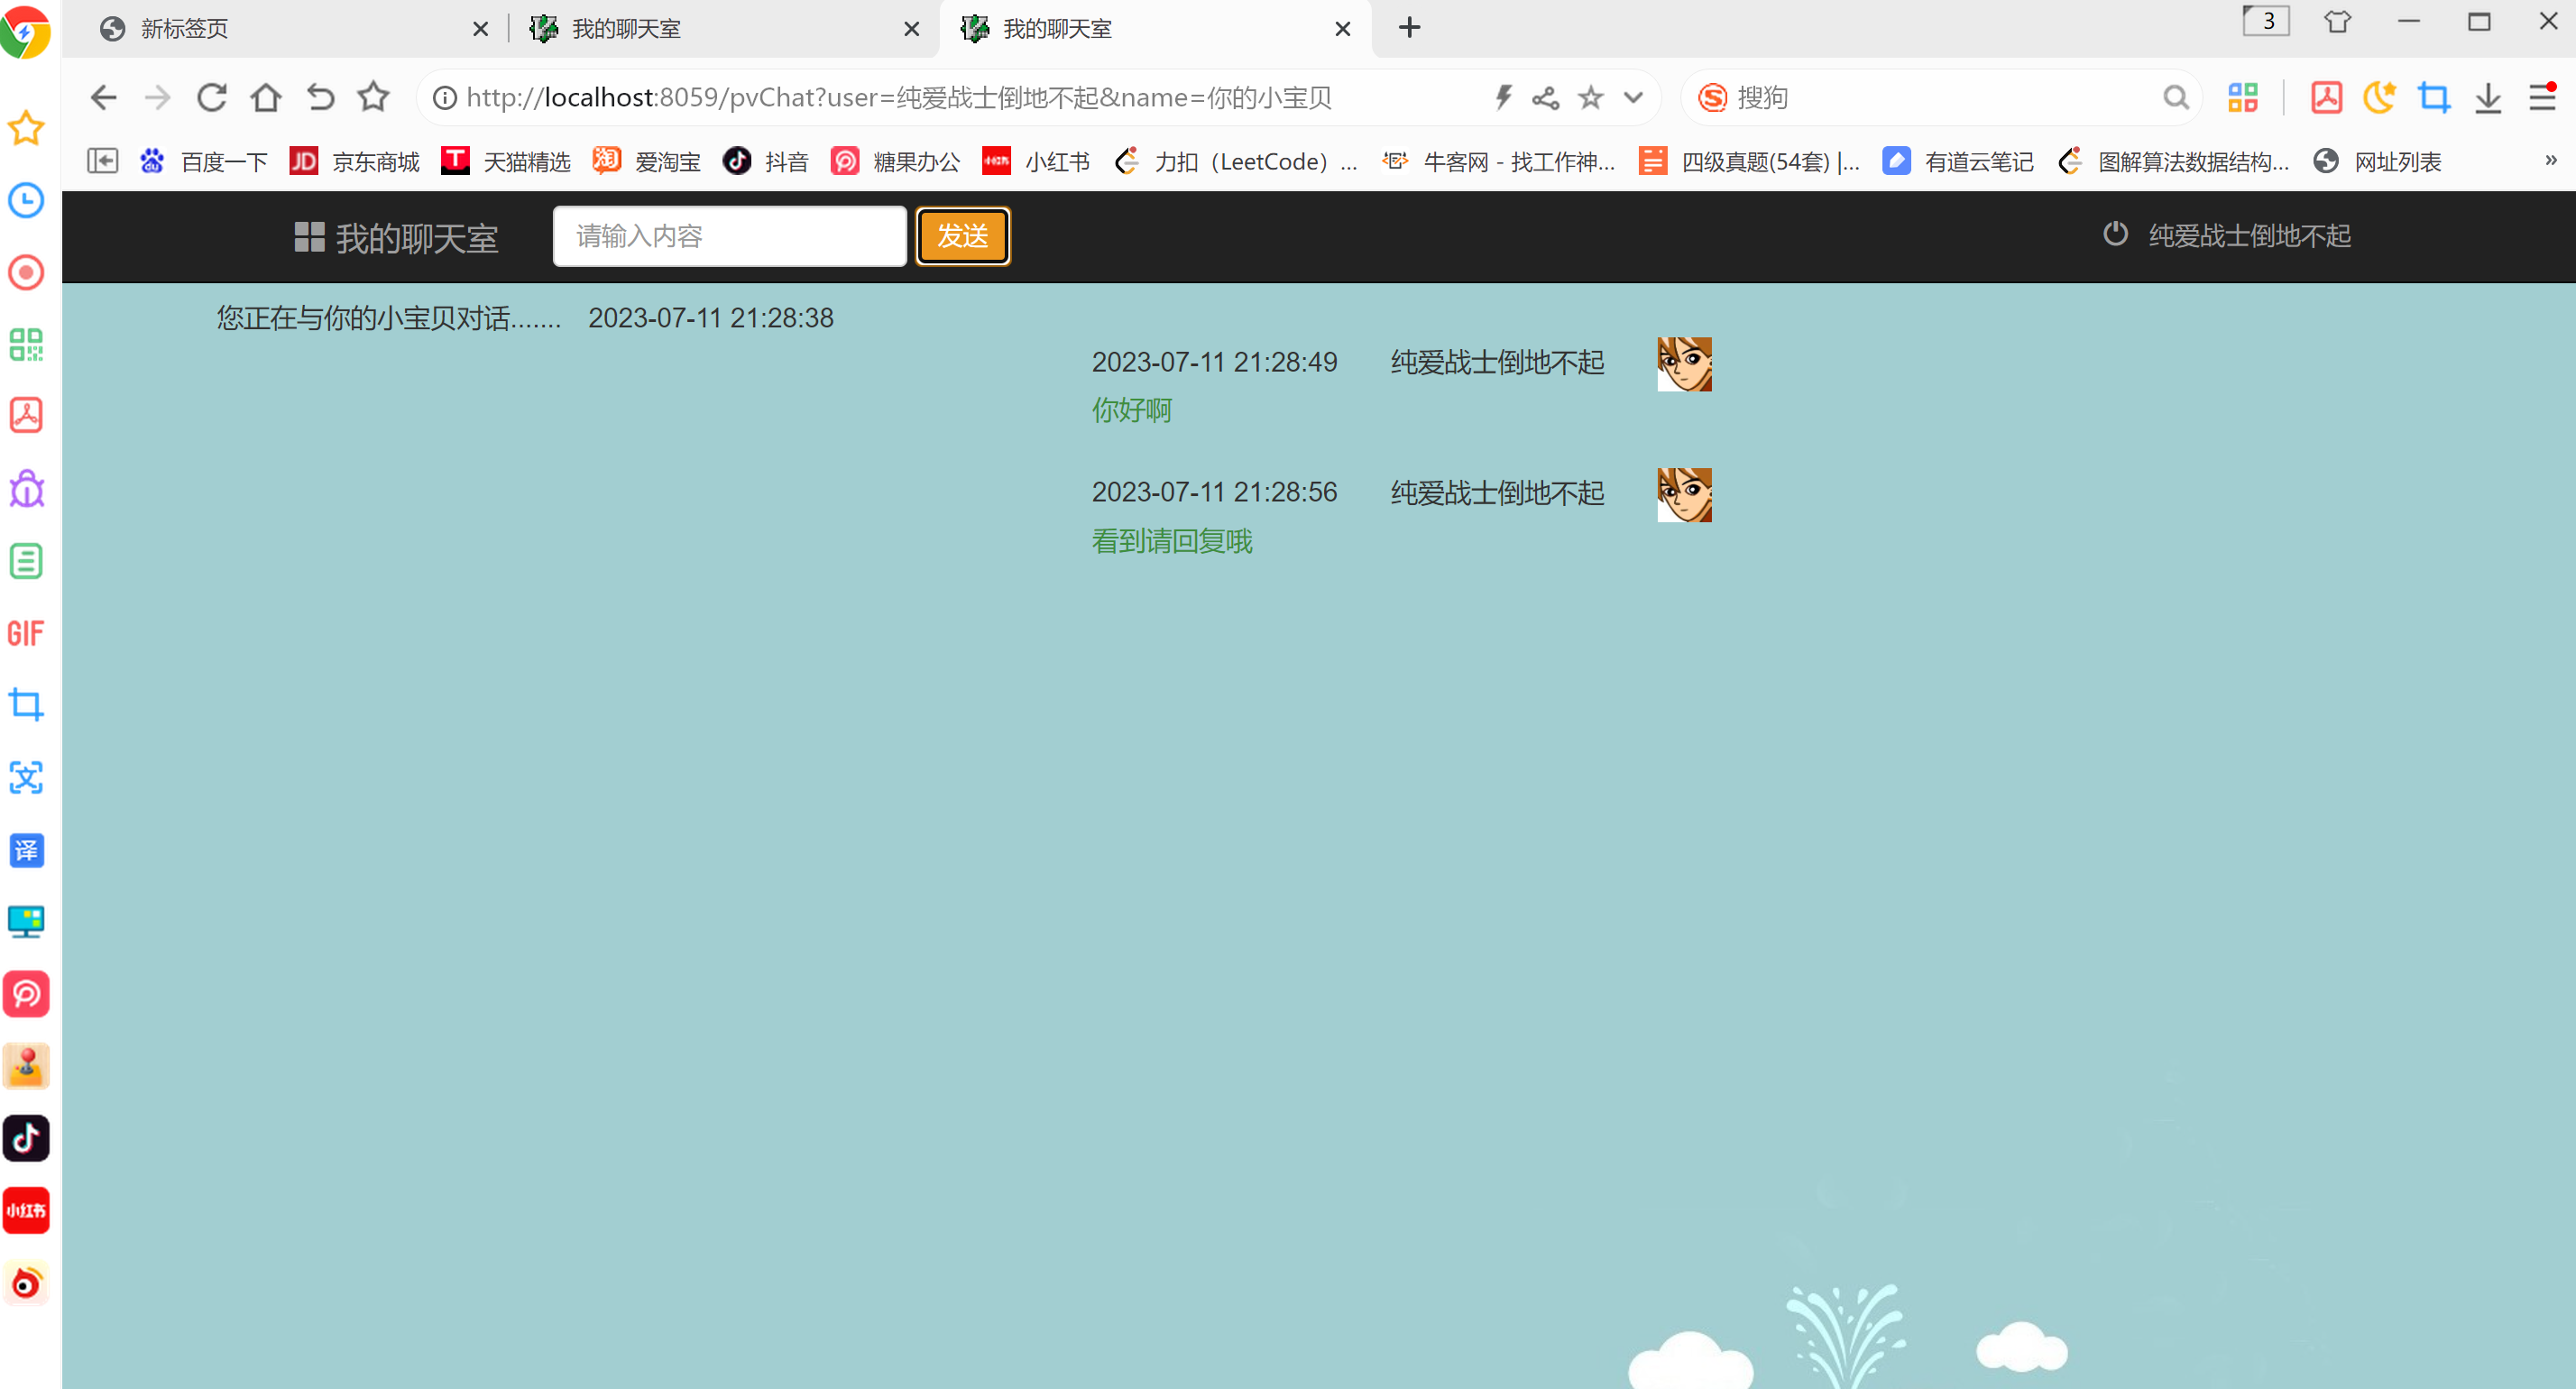 新标签页
我的聊天室
我的聊天室
3
http://localhost:8059/pvChat?user=纯爱战士倒地不起&name=你的小宝贝
搜狗
百度一下
JD 京东商城
T 天猫精选
淘 爱淘宝
抖音
糖果办公
小红书 小红书
力扣（LeetCode）...
牛客网 - 找工作神...
四级真题(54套) |...
有道云笔记
图解算法数据结构...
网址列表
»
我的聊天室
请输入内容
发送
纯爱战士倒地不起
您正在与你的小宝贝对话....... 2023-07-11 21:28:38
2023-07-11 21:28:49 纯爱战士倒地不起
你好啊
2023-07-11 21:28:56 纯爱战士倒地不起
看到请回复哦
GIF
文
译
小红书